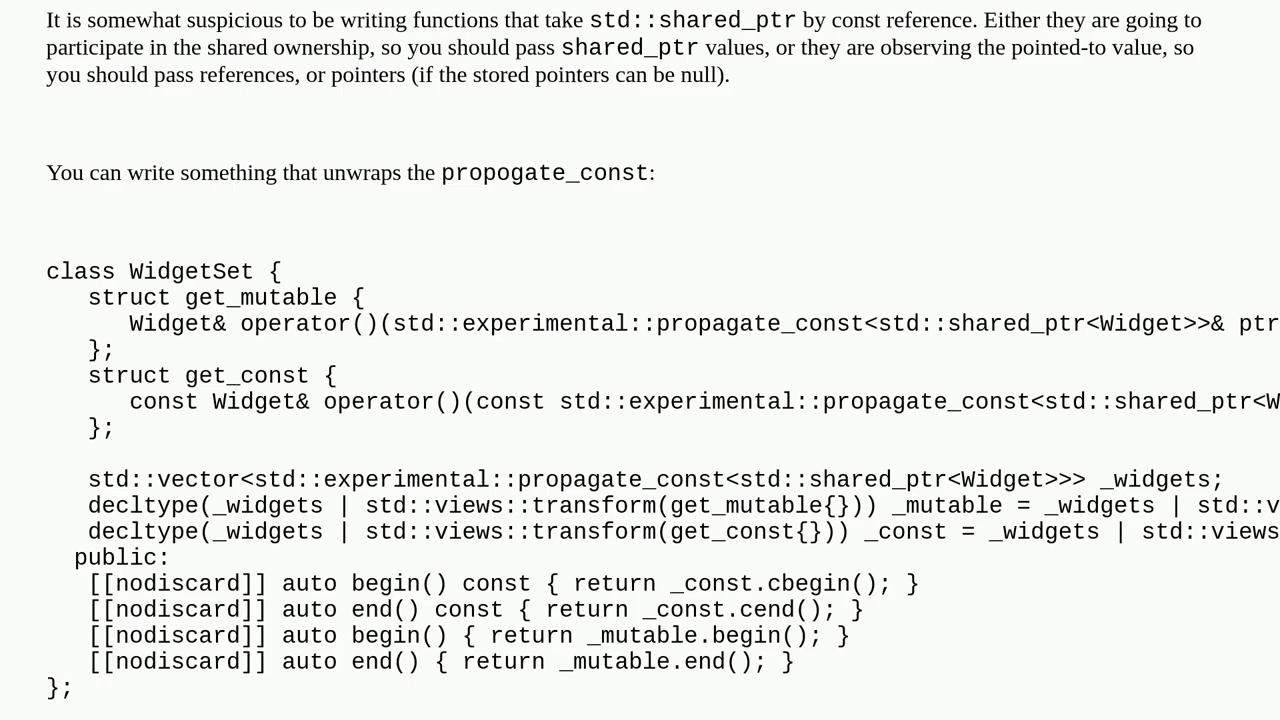 It is somewhat suspicious to be writing functions that take std::shared_ptr by const reference. Either they are going to
participate in the shared ownership, so you should pass shared_ptr values, or they are observing the pointed-to value, so
you should pass references, or pointers (if the stored pointers can be null).
You can write something that unwraps the propogate_const:
class WidgetSet {
   struct get_mutable {
      Widget& operator()(std::experimental::propagate_const<std::shared_ptr<Widget>>& ptr
   };
   struct get_const {
      const Widget& operator()(const std::experimental::propagate_const<std::shared_ptr<W
   };
   std::vector<std::experimental::propagate_const<std::shared_ptr<Widget>>> _widgets;
   decltype(_widgets | std::views::transform(get_mutable{})) _mutable = _widgets | std::v
   decltype(_widgets | std::views::transform(get_const{})) _const = _widgets | std::views
  public:
   [[nodiscard]] auto begin() const { return _const.cbegin(); }
   [[nodiscard]] auto end() const { return _const.cend(); }
   [[nodiscard]] auto begin() { return _mutable.begin(); }
   [[nodiscard]] auto end() { return _mutable.end(); }
};